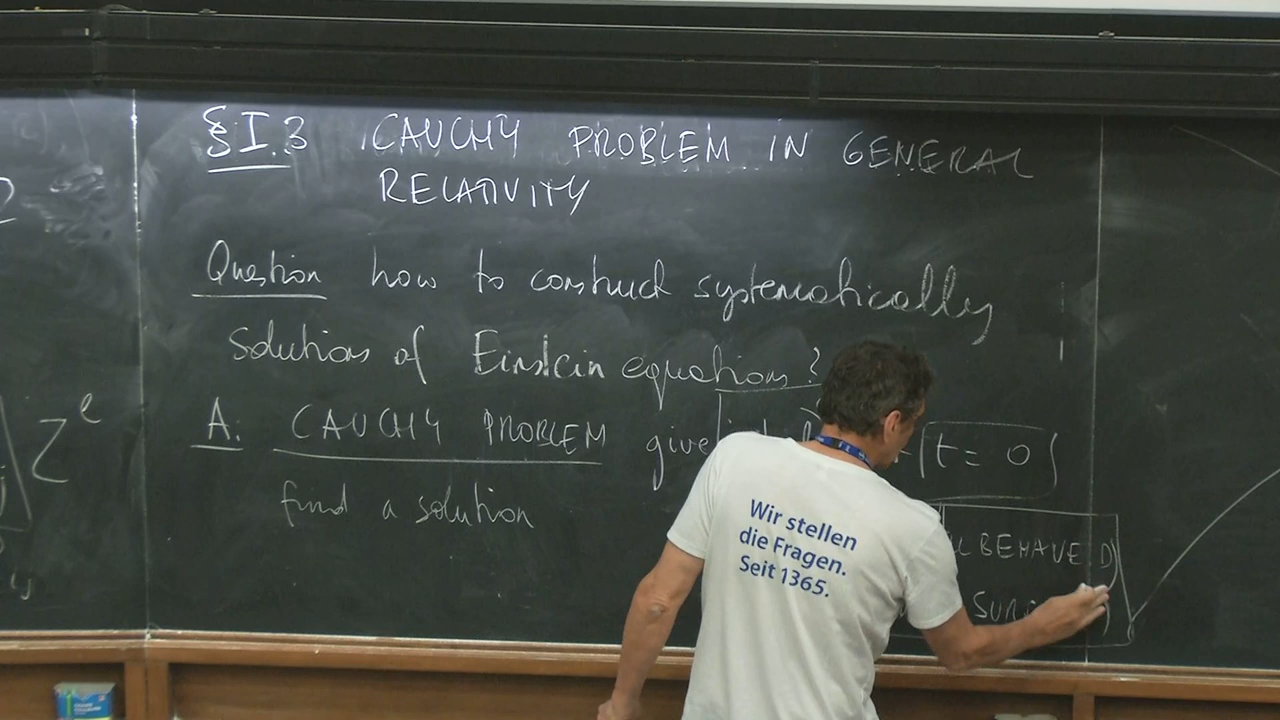 §I.3 CAUCHY PROBLEM IN GENERAL
RELATIVITY
Question how to construct systematically
solutions of Einstein equations?
A: CAUCHY PROBLEM give
t = 0
find a solution
BEHAVED
Wir stellen
die Fragen.
Seit 1365.